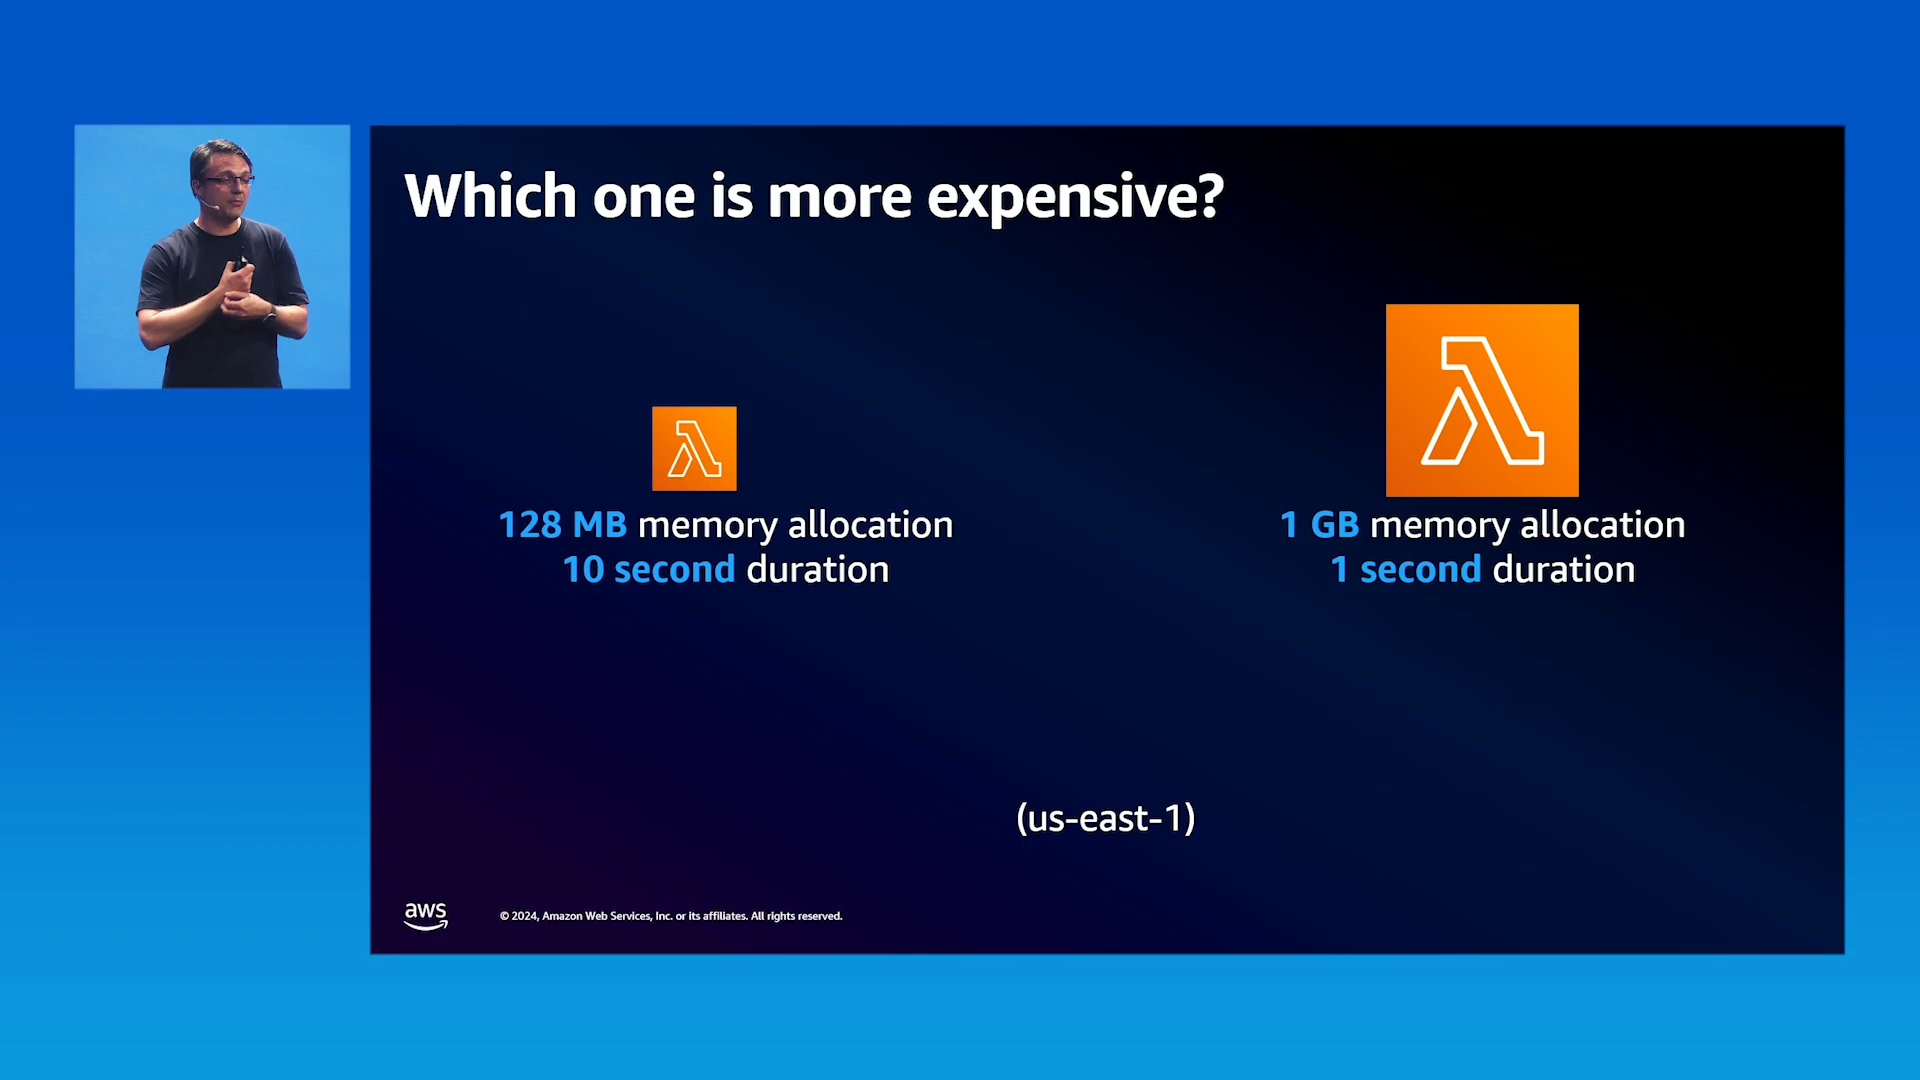 Which one is more expensive?
128 MB memory allocation
10 second duration
1 GB memory allocation
1 second duration
(us-east-1)
aws
© 2024, Amazon Web Services, Inc. or its affiliates. All rights reserved.